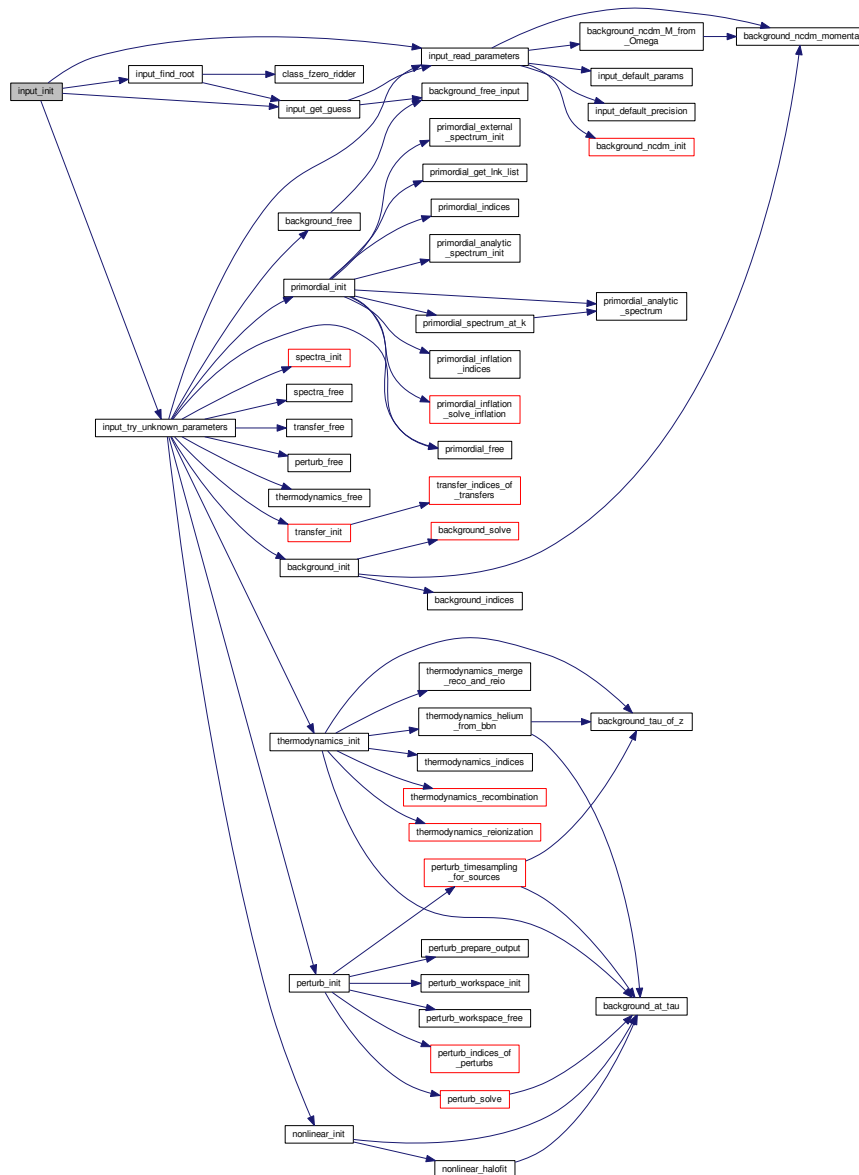 background_ncdm_M_from
_Omega
background_ncdm_momenta
input_read_parameters
input_find_root
class_fzero_ridder
input_default_params
input_init
background_free_input
input_get_guess
input_default_precision
primordial_external
_spectrum_init
background_ncdm_init
primordial_get_lnk_list
primordial_indices
background_free
primordial_analytic
_spectrum_init
primordial_init
primordial_analytic
_spectrum
primordial_spectrum_at_k
spectra_init
primordial_inflation
_indices
spectra_free
primordial_inflation
_solve_inflation
input_try_unknown_parameters
transfer_free
primordial_free
perturb_free
thermodynamics_free
transfer_indices_of
_transfers
transfer_init
background_solve
background_init
background_indices
thermodynamics_merge
_reco_and_reio
thermodynamics_helium
_from_bbn
background_tau_of_z
thermodynamics_init
thermodynamics_indices
thermodynamics_recombination
thermodynamics_reionization
perturb_timesampling
_for_sources
perturb_prepare_output
perturb_init
perturb_workspace_init
background_at_tau
perturb_workspace_free
perturb_indices_of
_perturbs
perturb_solve
nonlinear_init
nonlinear_halofit